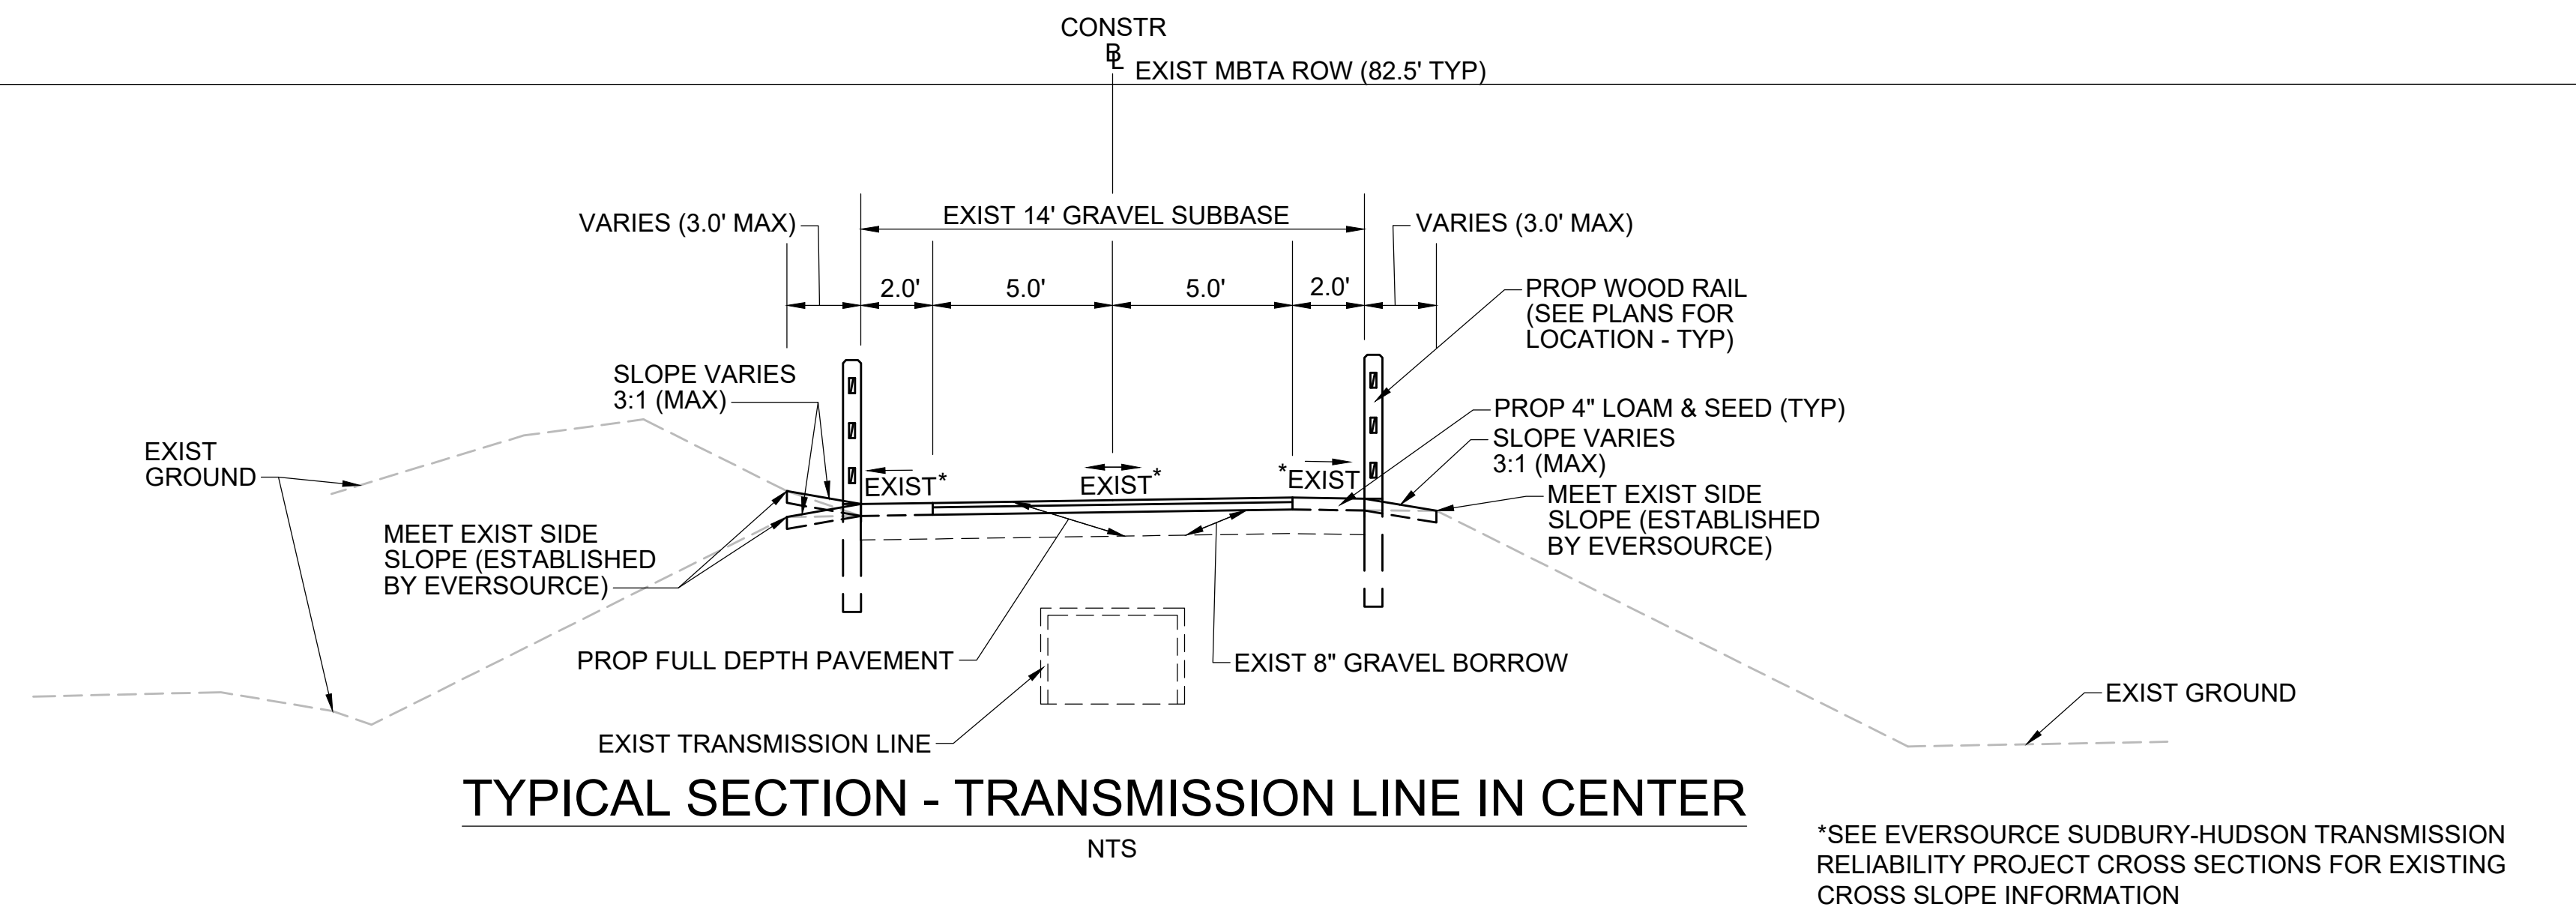 CONSTR
BL
EXIST MBTA ROW (82.5' TYP)
VARIES (3.0' MAX)
EXIST 14' GRAVEL SUBBASE
VARIES (3.0' MAX)
2.0'
5.0'
5.0'
2.0'
PROP WOOD RAIL
(SEE PLANS FOR
LOCATION - TYP)
SLOPE VARIES
3:1 (MAX)
PROP 4" LOAM & SEED (TYP)
SLOPE VARIES
3:1 (MAX)
EXIST
GROUND
EXIST*
EXIST*
*EXIST
MEET EXIST SIDE
SLOPE (ESTABLISHED
BY EVERSOURCE)
MEET EXIST SIDE
SLOPE (ESTABLISHED
BY EVERSOURCE)
PROP FULL DEPTH PAVEMENT
EXIST 8" GRAVEL BORROW
EXIST GROUND
EXIST TRANSMISSION LINE
TYPICAL SECTION - TRANSMISSION LINE IN CENTER
NTS
*SEE EVERSOURCE SUDBURY-HUDSON TRANSMISSION
RELIABILITY PROJECT CROSS SECTIONS FOR EXISTING
CROSS SLOPE INFORMATION